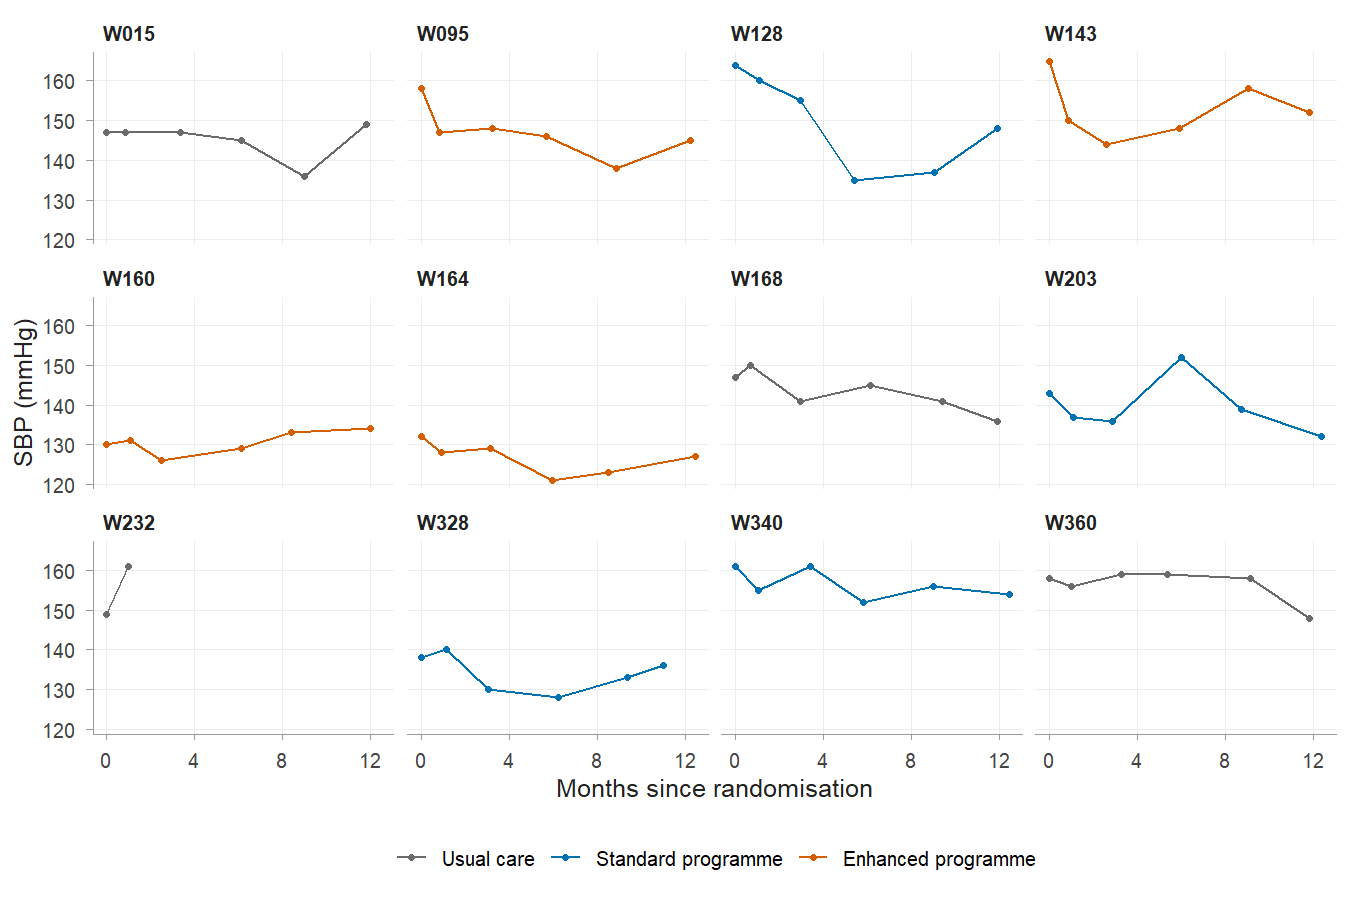 W015 W095 W128 W143
160
150
140
130
120
W160 W164 W168 W203
160
150
140
130
120
W232 W328 W340 W360
160
150
140
130
120
0 4 8 12 0 4 8 12 0 4 8 12 0 4 8 12
SBP (mmHg)
Months since randomisation
Usual care Standard programme Enhanced programme